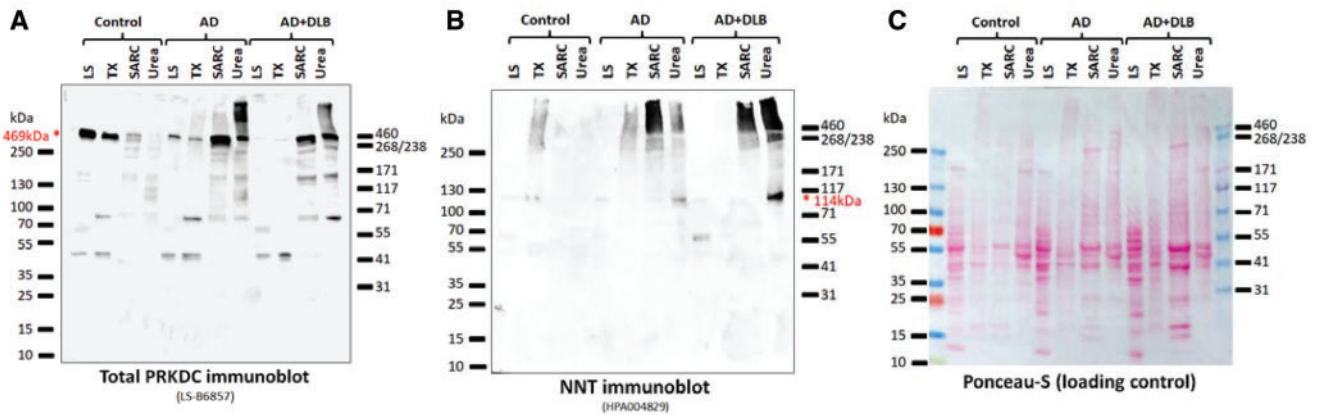 A
Control AD AD+DLB
LS TX SARC Urea LS TX SARC Urea LS TX SARC Urea
kDa
469kDa *
250
130
100
70
55
35
25
15
10
460
268/238
171
117
71
55
41
31
Total PRKDC immunoblot
(LS-B6857)
B
Control AD AD+DLB
LS TX SARC Urea LS TX SARC Urea LS TX SARC Urea
kDa
250
130
100
70
55
35
25
15
10
460
268/238
171
117
* 114kDa
71
55
41
31
NNT immunoblot
(HPA004829)
C
Control AD AD+DLB
LS TX SARC Urea LS TX SARC Urea LS TX SARC Urea
kDa
250
130
100
70
55
35
25
15
10
460
268/238
171
117
71
55
41
31
Ponceau-S (loading control)